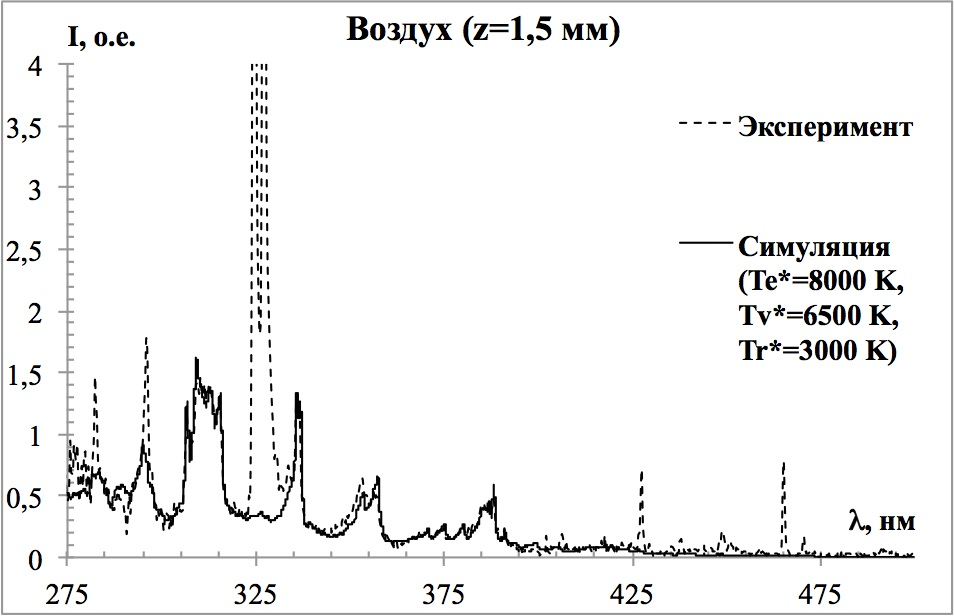 Воздух (z=1,5 мм)
I, о.е.
4
3,5
3
2,5
2
1,5
1
0,5
0
Эксперимент
Симуляция
(Te*=8000 K,
Tv*=6500 K,
Tr*=3000 K)
λ, нм
275 325 375 425 475